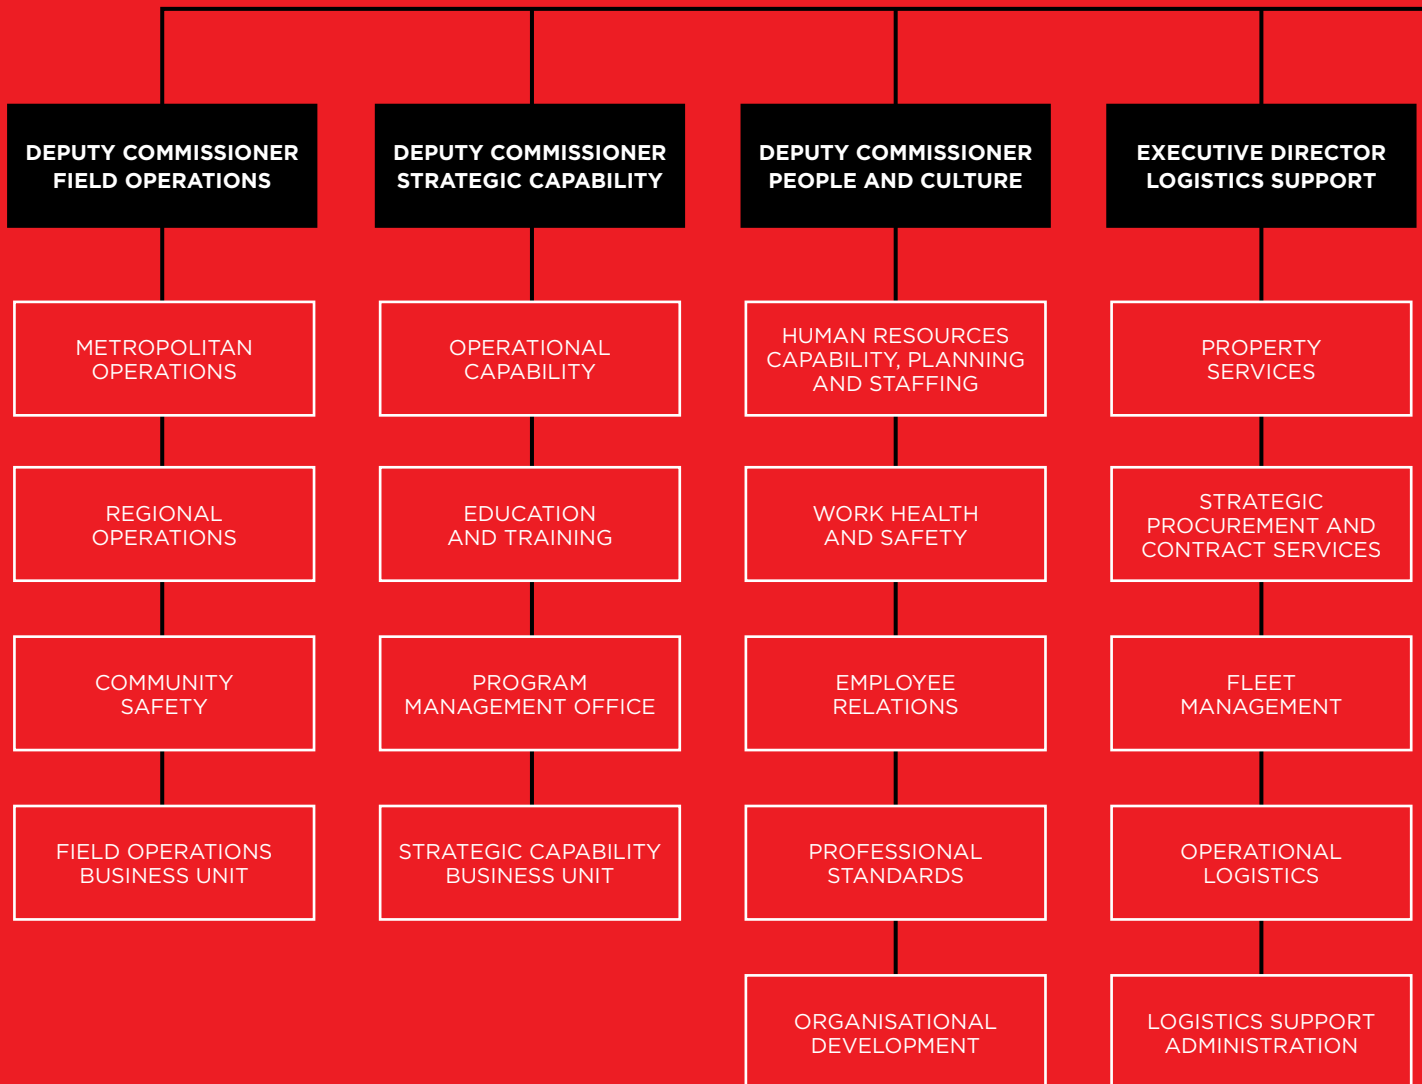 DEPUTY COMMISSIONER
FIELD OPERATIONS
METROPOLITAN
OPERATIONS
REGIONAL
OPERATIONS
COMMUNITY
SAFETY
FIELD OPERATIONS
BUSINESS UNIT
DEPUTY COMMISSIONER
STRATEGIC CAPABILITY
OPERATIONAL
CAPABILITY
EDUCATION
AND TRAINING
PROGRAM
MANAGEMENT OFFICE
STRATEGIC CAPABILITY
BUSINESS UNIT
DEPUTY COMMISSIONER
PEOPLE AND CULTURE
HUMAN RESOURCES
CAPABILITY, PLANNING
AND STAFFING
WORK HEALTH
AND SAFETY
EMPLOYEE
RELATIONS
PROFESSIONAL
STANDARDS
ORGANISATIONAL
DEVELOPMENT
EXECUTIVE DIRECTOR
LOGISTICS SUPPORT
PROPERTY
SERVICES
STRATEGIC
PROCUREMENT AND
CONTRACT SERVICES
FLEET
MANAGEMENT
OPERATIONAL
LOGISTICS
LOGISTICS SUPPORT
ADMINISTRATION